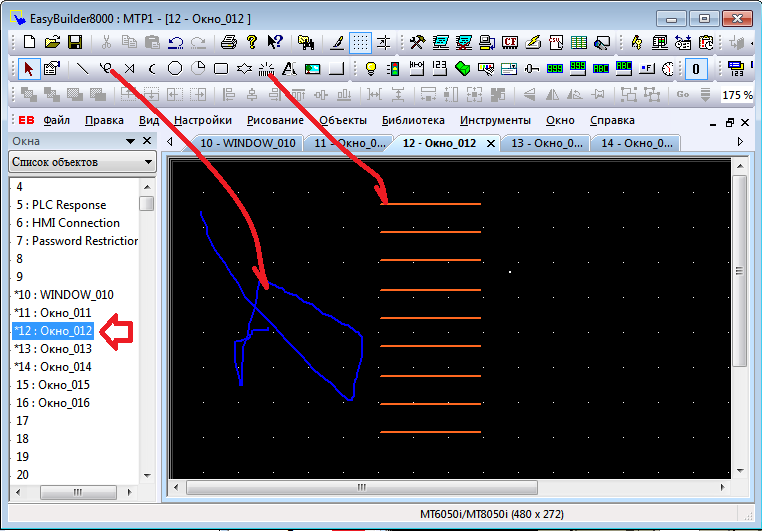 EasyBuilder8000 : MTP1 - [12 - Окно_012 ]
175 %
EB Файл Правка Вид Настройки Рисование Объекты Библиотека Инструменты Окно Справка
Окна
10 - WINDOW_010 11 - Окно_0... 12 - Окно_012 13 - Окно_0... 14 - Окно_0...
Список объектов
4
5 : PLC Response
6 : HMI Connection
7 : Password Restriction
8
9
*10 : WINDOW_010
*11 : Окно_011
*12 : Окно_012
*13 : Окно_013
*14 : Окно_014
15 : Окно_015
16 : Окно_016
17
18
19
20
MT6050i/MT8050i (480 x 272)